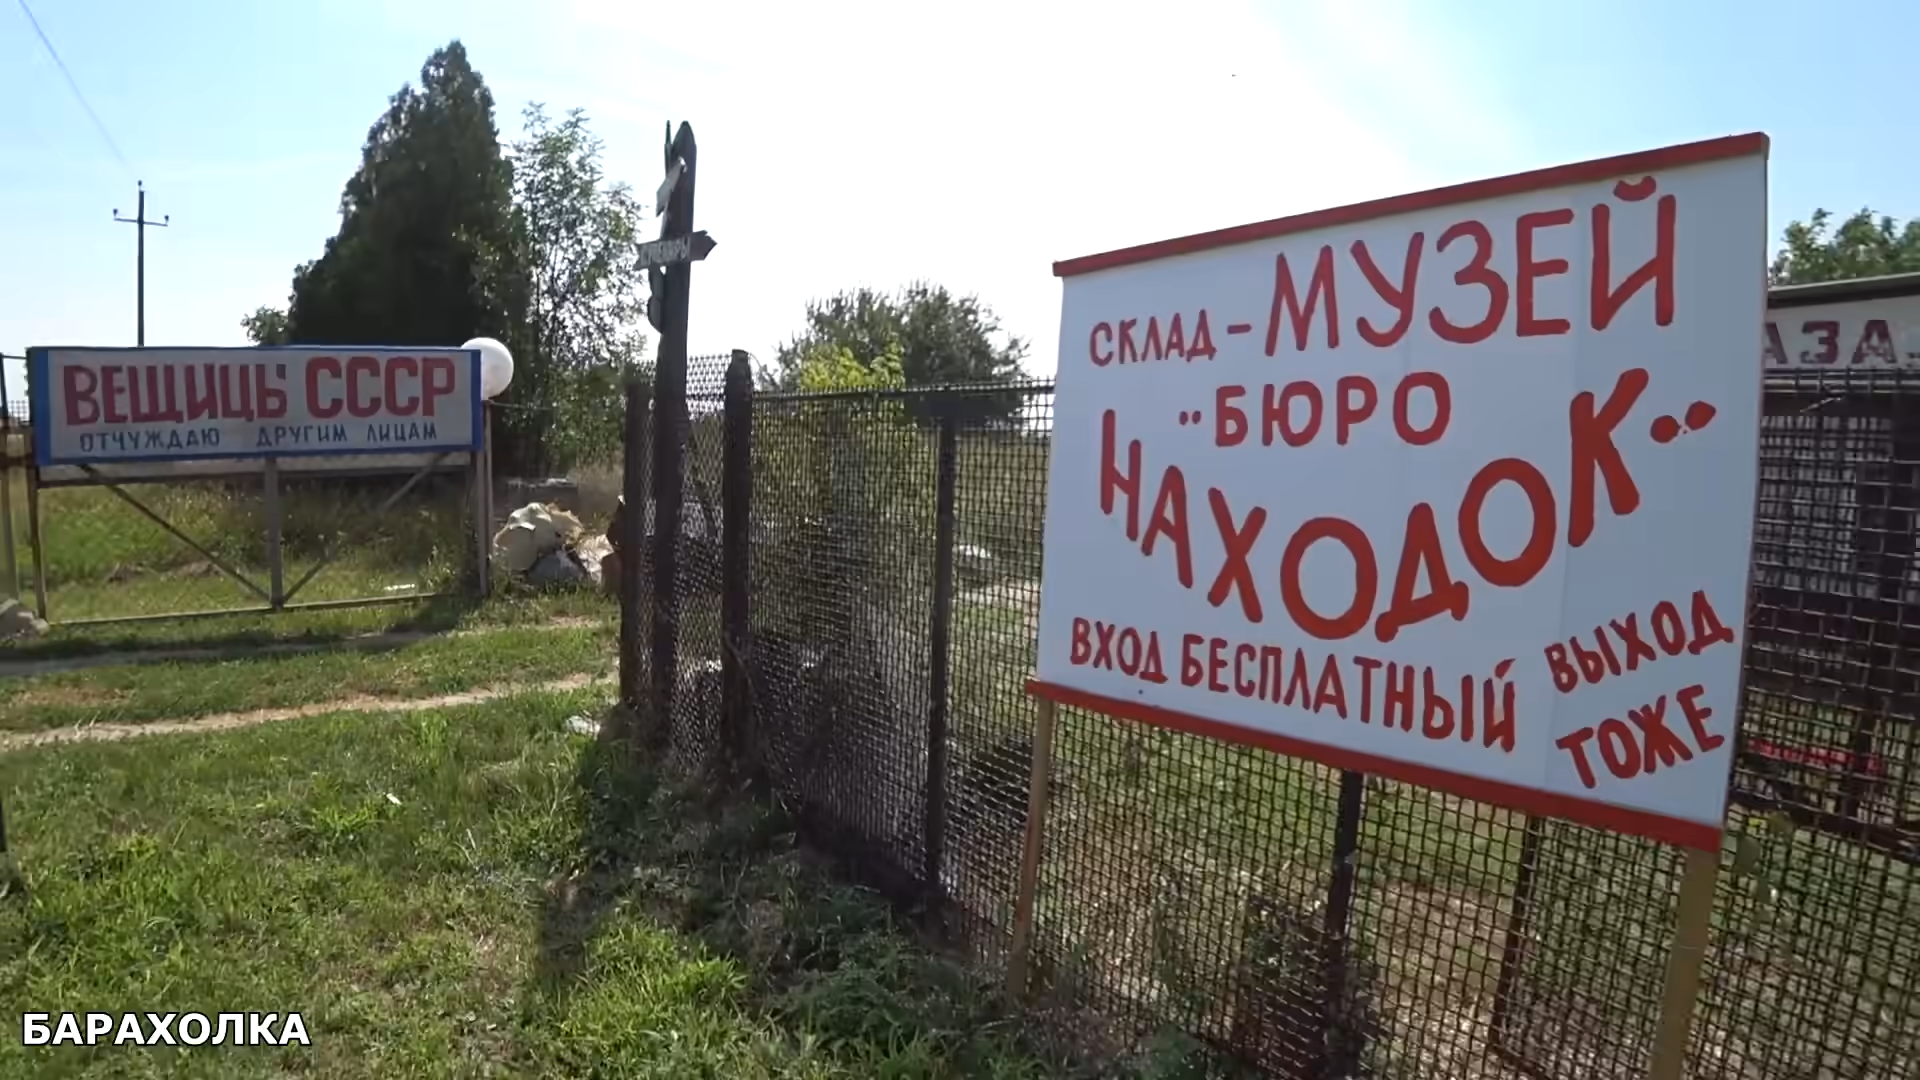 ВЕЩИЦЬ СССР
ОТЧУЖДАЮ ДРУГИМ ЛИЦАМ
СКЛАД-МУЗЕЙ
"БЮРО
НАХОДОК"
ВХОД БЕСПЛАТНЫЙ
ВЫХОД
ТОЖЕ
БАРАХОЛКА